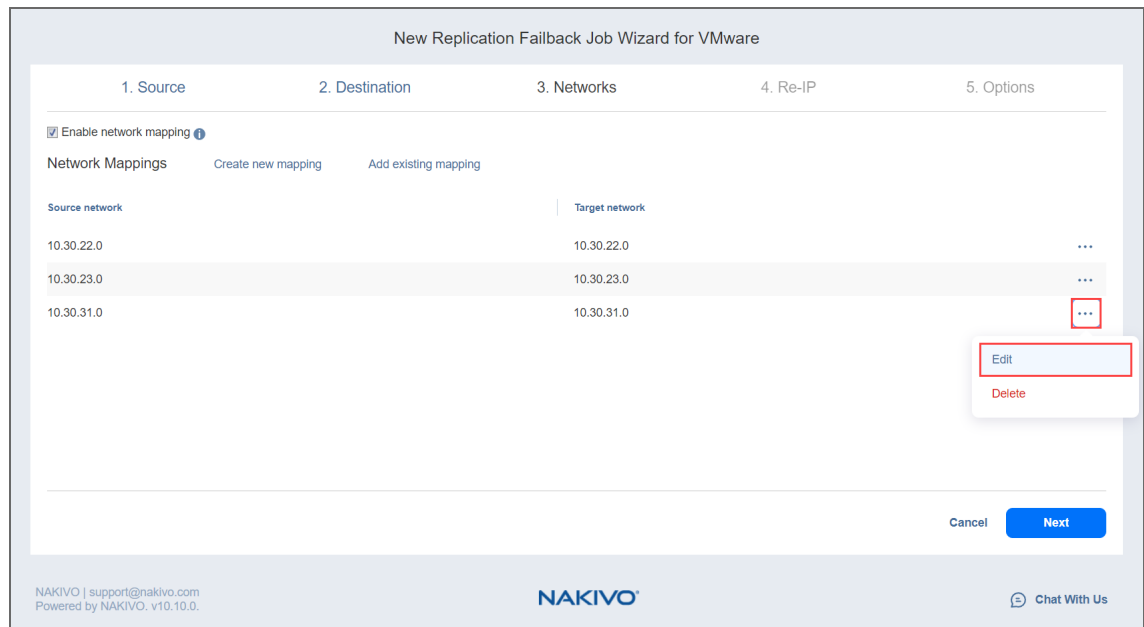 New Replication Failback Job Wizard for VMware
1. Source 2. Destination 3. Networks 4. Re-IP 5. Options
Enable network mapping
Network Mappings Create new mapping Add existing mapping
Source network Target network
10.30.22.0 10.30.22.0 ...
10.30.23.0 10.30.23.0 ...
10.30.31.0 10.30.31.0 ...
Edit
Delete
Cancel Next
NAKIVO | support@nakivo.com
Powered by NAKIVO. v10.10.0.
NAKIVO®
Chat With Us